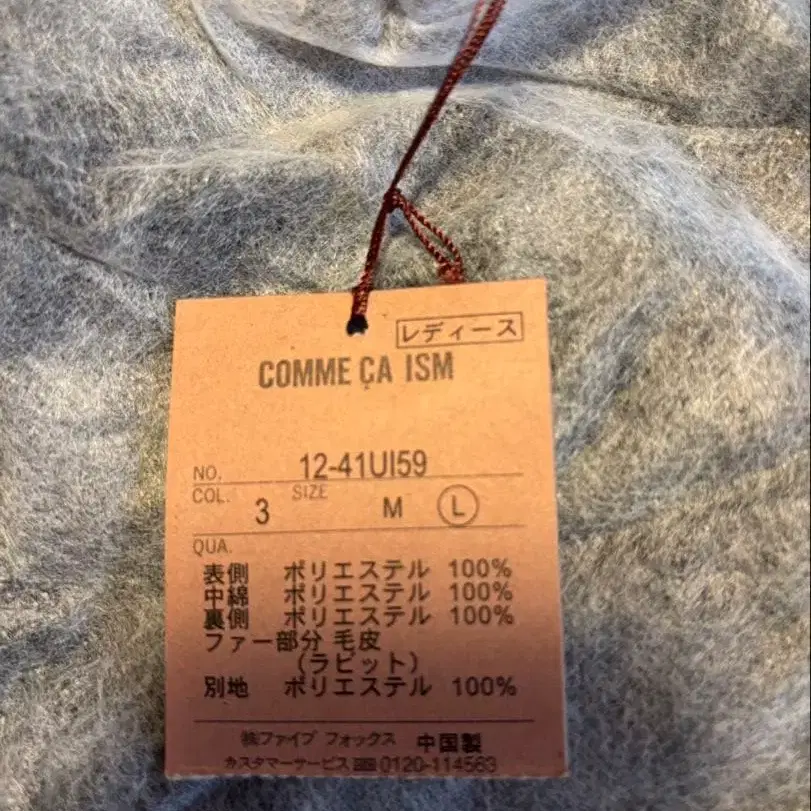 レディース
COMME ÇA ISM
NO. 12-41UI59
COL. 3 SIZE M L
QUA.
表側 ポリエステル 100%
中綿 ポリエステル 100%
裏側 ポリエステル 100%
ファー部分 毛皮
(ラビット)
別地 ポリエステル 100%
㈱ファイブ フォックス 中国製
カスタマーサービス 0120-114563